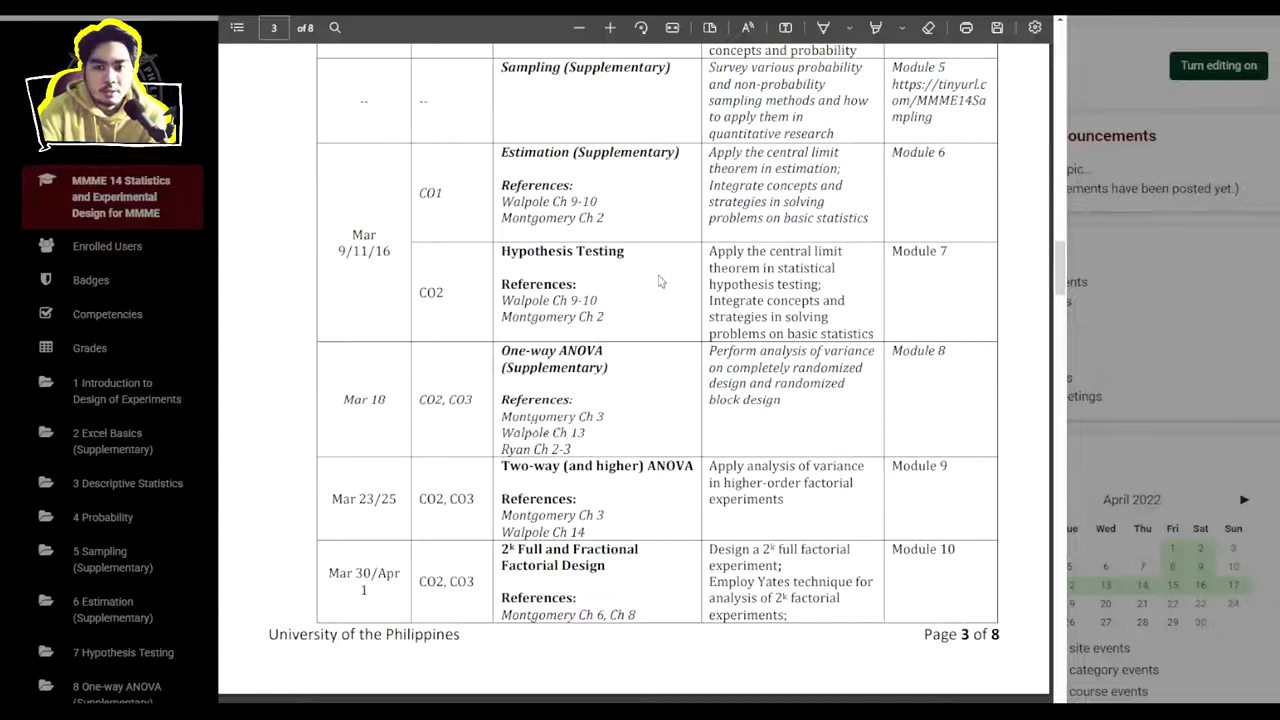 3 of 8
concepts and probability
--
--
Sampling (Supplementary)
Survey various probability
and non-probability
sampling methods and how
to apply them in
quantitative research
Module 5
https://tinyurl.c
om/MMME14Sa
mpling
Mar
9/11/16
CO1
Estimation (Supplementary)
References:
Walpole Ch 9-10
Montgomery Ch 2
Apply the central limit
theorem in estimation;
Integrate concepts and
strategies in solving
problems on basic statistics
Module 6
CO2
Hypothesis Testing
References:
Walpole Ch 9-10
Montgomery Ch 2
Apply the central limit
theorem in statistical
hypothesis testing;
Integrate concepts and
strategies in solving
problems on basic statistics
Module 7
Mar 18
CO2, CO3
One-way ANOVA
(Supplementary)
References:
Montgomery Ch 3
Walpole Ch 13
Ryan Ch 2-3
Perform analysis of variance
on completely randomized
design and randomized
block design
Module 8
Mar 23/25
CO2, CO3
Two-way (and higher) ANOVA
References:
Montgomery Ch 3
Walpole Ch 14
Apply analysis of variance
in higher-order factorial
experiments
Module 9
Mar 30/Apr
1
CO2, CO3
2ᵏ Full and Fractional
Factorial Design
References:
Montgomery Ch 6, Ch 8
Design a 2ᵏ full factorial
experiment;
Employ Yates technique for
analysis of 2ᵏ factorial
experiments;
Module 10
University of the Philippines
Page 3 of 8
MMME 14 Statistics
and Experimental
Design for MMME
Enrolled Users
Badges
Competencies
Grades
1 Introduction to
Design of Experiments
2 Excel Basics
(Supplementary)
3 Descriptive Statistics
4 Probability
5 Sampling
(Supplementary)
6 Estimation
(Supplementary)
7 Hypothesis Testing
8 One-way ANOVA
(Supplementary)
Turn editing on
ouncements
pic...
ements have been posted yet.)
ents
s
s
etings
April 2022 ►
ue Wed Thu Fri Sat Sun
1 2 3
5 6 7 8 9 10
2 13 14 15 16 17
9 20 21 22 23 24
6 27 28 29 30
site events
category events
course events